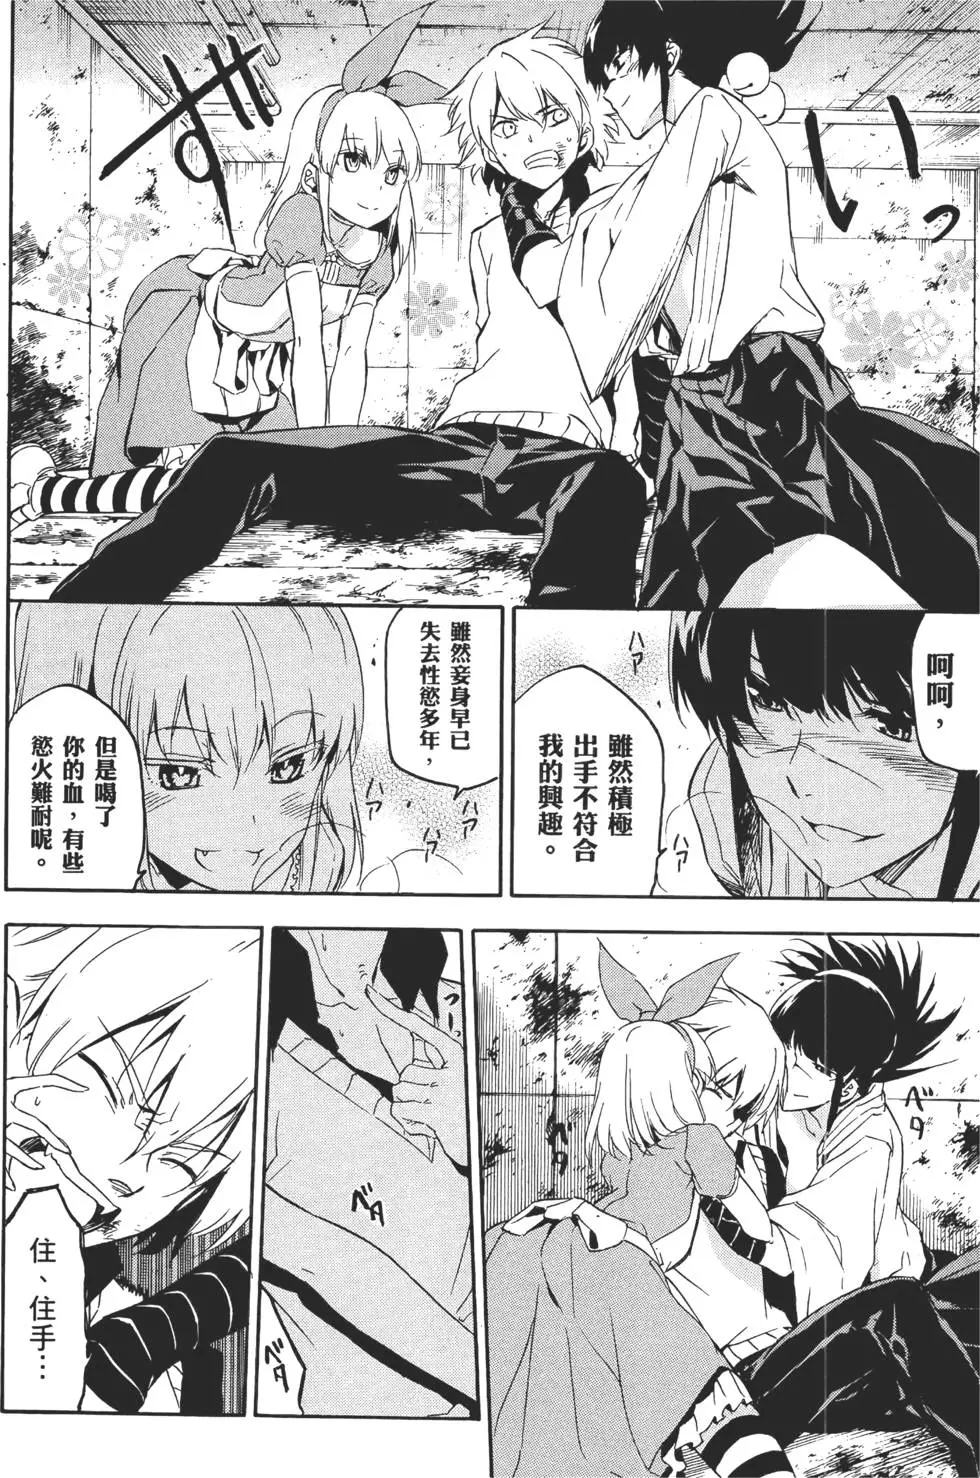 ずいっ
呵呵，
雖然積極
出手不符合
我的興趣。
ハァ
ハァ
雖然妾身早已
失去性慾多年，
但是喝了
你的血，有些
慾火難耐呢。
ハァ
ハァ
ベタ
ベタ
ベタ
ベタ
住、住手…